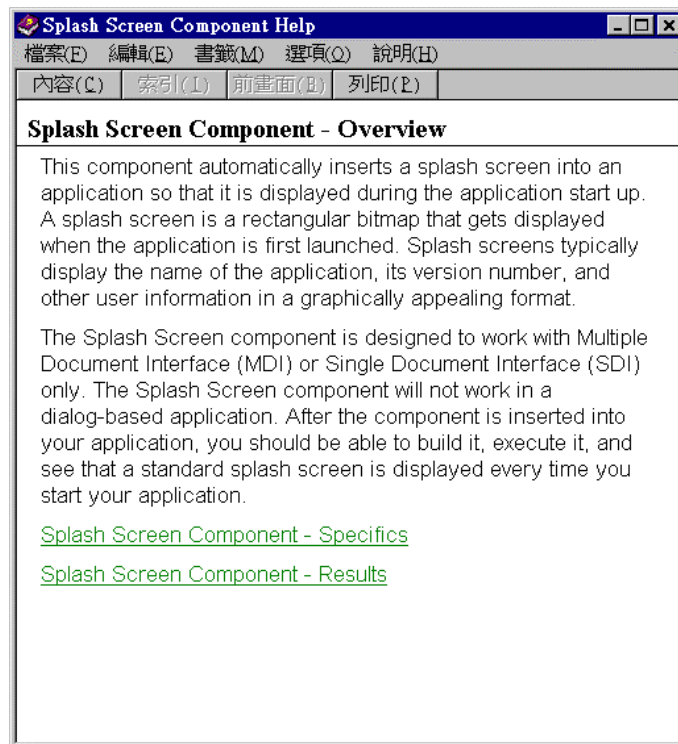 Splash Screen Component Help
檔案(F) 編輯(E) 書籤(M) 選項(O) 說明(H)
內容(C) 索引(I) 前畫面(B) 列印(P)
Splash Screen Component - Overview
This component automatically inserts a splash screen into an
application so that it is displayed during the application start up.
A splash screen is a rectangular bitmap that gets displayed
when the application is first launched. Splash screens typically
display the name of the application, its version number, and
other user information in a graphically appealing format.
The Splash Screen component is designed to work with Multiple
Document Interface (MDI) or Single Document Interface (SDI)
only. The Splash Screen component will not work in a
dialog-based application. After the component is inserted into
your application, you should be able to build it, execute it, and
see that a standard splash screen is displayed every time you
start your application.
Splash Screen Component - Specifics
Splash Screen Component - Results